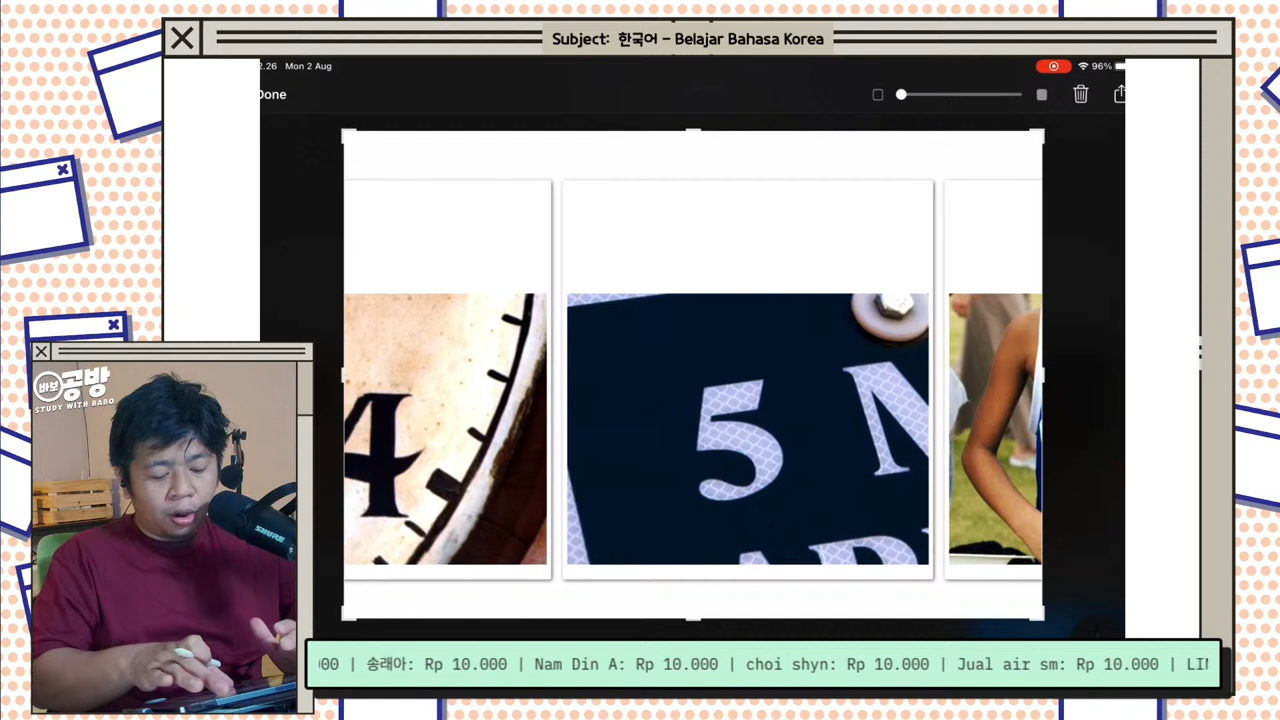 Subject: 한국어 - Belajar Bahasa Korea
2.26 Mon 2 Aug
96%
Done
4
5 M
바보 공방
STUDY WITH BABO
SHURE
00 | 송래아: Rp 10.000 | Nam Din A: Rp 10.000 | choi shyn: Rp 10.000 | Jual air sm: Rp 10.000 |